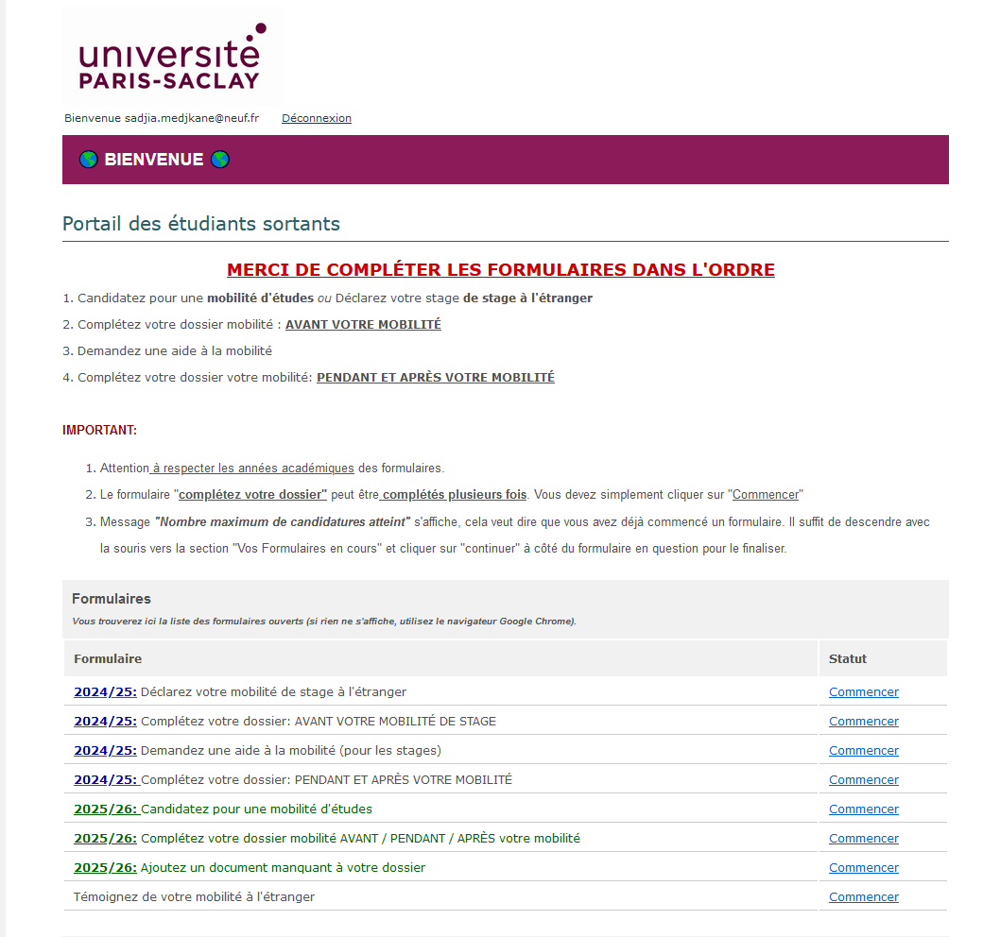 université
PARIS-SACLAY
Bienvenue sadjia.medjkane@neuf.fr Déconnexion
BIENVENUE
Portail des étudiants sortants
MERCI DE COMPLÉTER LES FORMULAIRES DANS L'ORDRE
1. Candidatez pour une mobilité d'études ou Déclarez votre stage de stage à l'étranger
2. Complétez votre dossier mobilité : AVANT VOTRE MOBILITÉ
3. Demandez une aide à la mobilité
4. Complétez votre dossier votre mobilité: PENDANT ET APRÈS VOTRE MOBILITÉ
IMPORTANT:
1. Attention à respecter les années académiques des formulaires.
2. Le formulaire "complétez votre dossier" peut être complétés plusieurs fois. Vous devez simplement cliquer sur "Commencer"
3. Message "Nombre maximum de candidatures atteint" s'affiche, cela veut dire que vous avez déjà commencé un formulaire. Il suffit de descendre avec
la souris vers la section "Vos Formulaires en cours" et cliquer sur "continuer" à côté du formulaire en question pour le finaliser.
Formulaires
Vous trouverez ici la liste des formulaires ouverts (si rien ne s'affiche, utilisez le navigateur Google Chrome).
Formulaire Statut
2024/25: Déclarez votre mobilité de stage à l'étranger Commencer
2024/25: Complétez votre dossier: AVANT VOTRE MOBILITÉ DE STAGE Commencer
2024/25: Demandez une aide à la mobilité (pour les stages) Commencer
2024/25: Complétez votre dossier: PENDANT ET APRÈS VOTRE MOBILITÉ Commencer
2025/26: Candidatez pour une mobilité d'études Commencer
2025/26: Complétez votre dossier mobilité AVANT / PENDANT / APRÈS votre mobilité Commencer
2025/26: Ajoutez un document manquant à votre dossier Commencer
Témoignez de votre mobilité à l'étranger Commencer